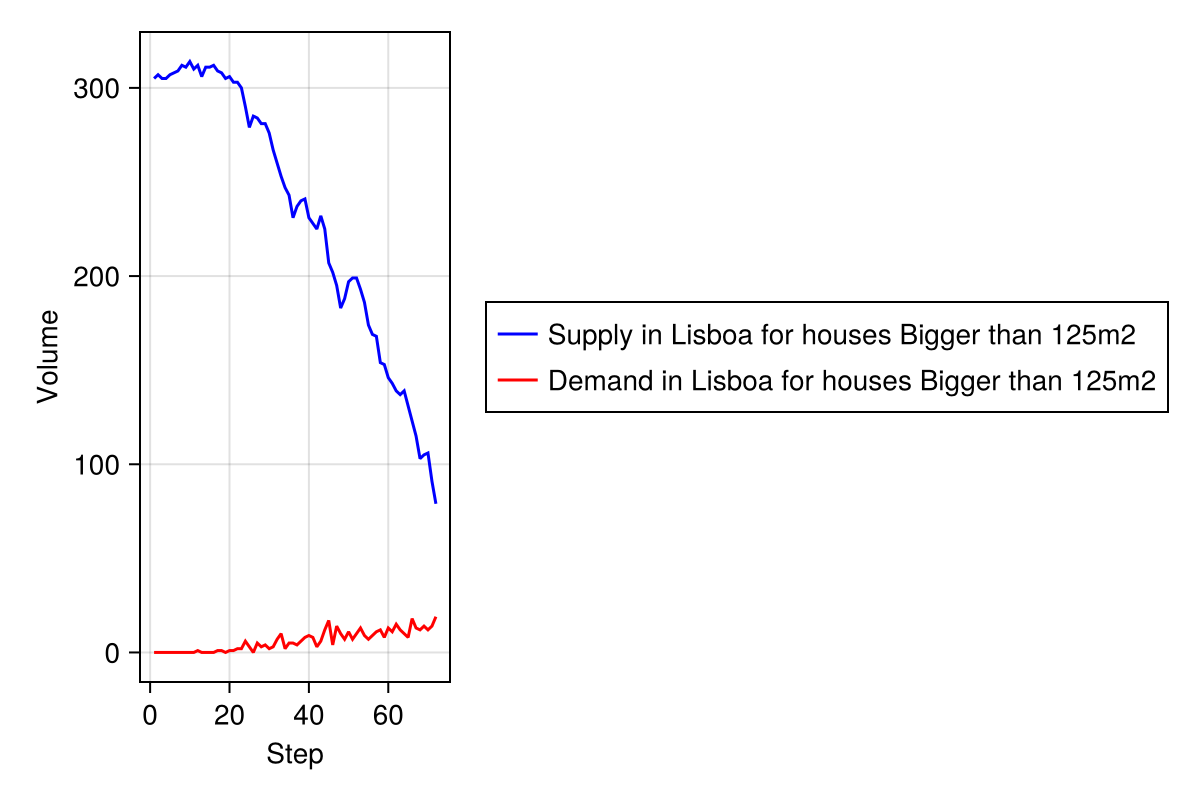 300
200
100
0
Volume
0 20 40 60
Step
Supply in Lisboa for houses Bigger than 125m2
Demand in Lisboa for houses Bigger than 125m2